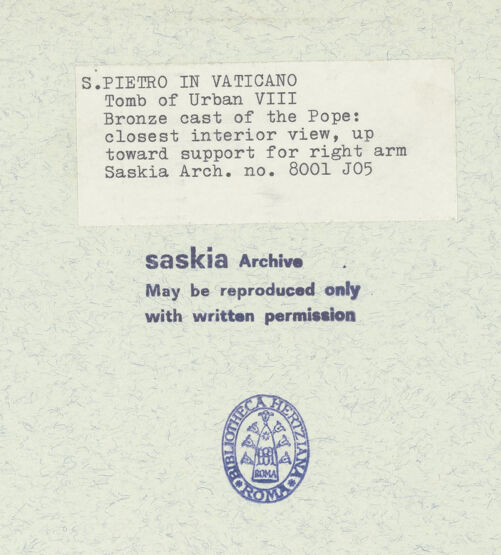 S.PIETRO IN VATICANO
Tomb of Urban VIII
Bronze cast of the Pope:
closest interior view, up
toward support for right arm
Saskia Arch. no. 8001 J05
saskia Archive
May be reproduced only
with written permission
BIBLIOTHECA HERTZIANA
ROMA
ROMA